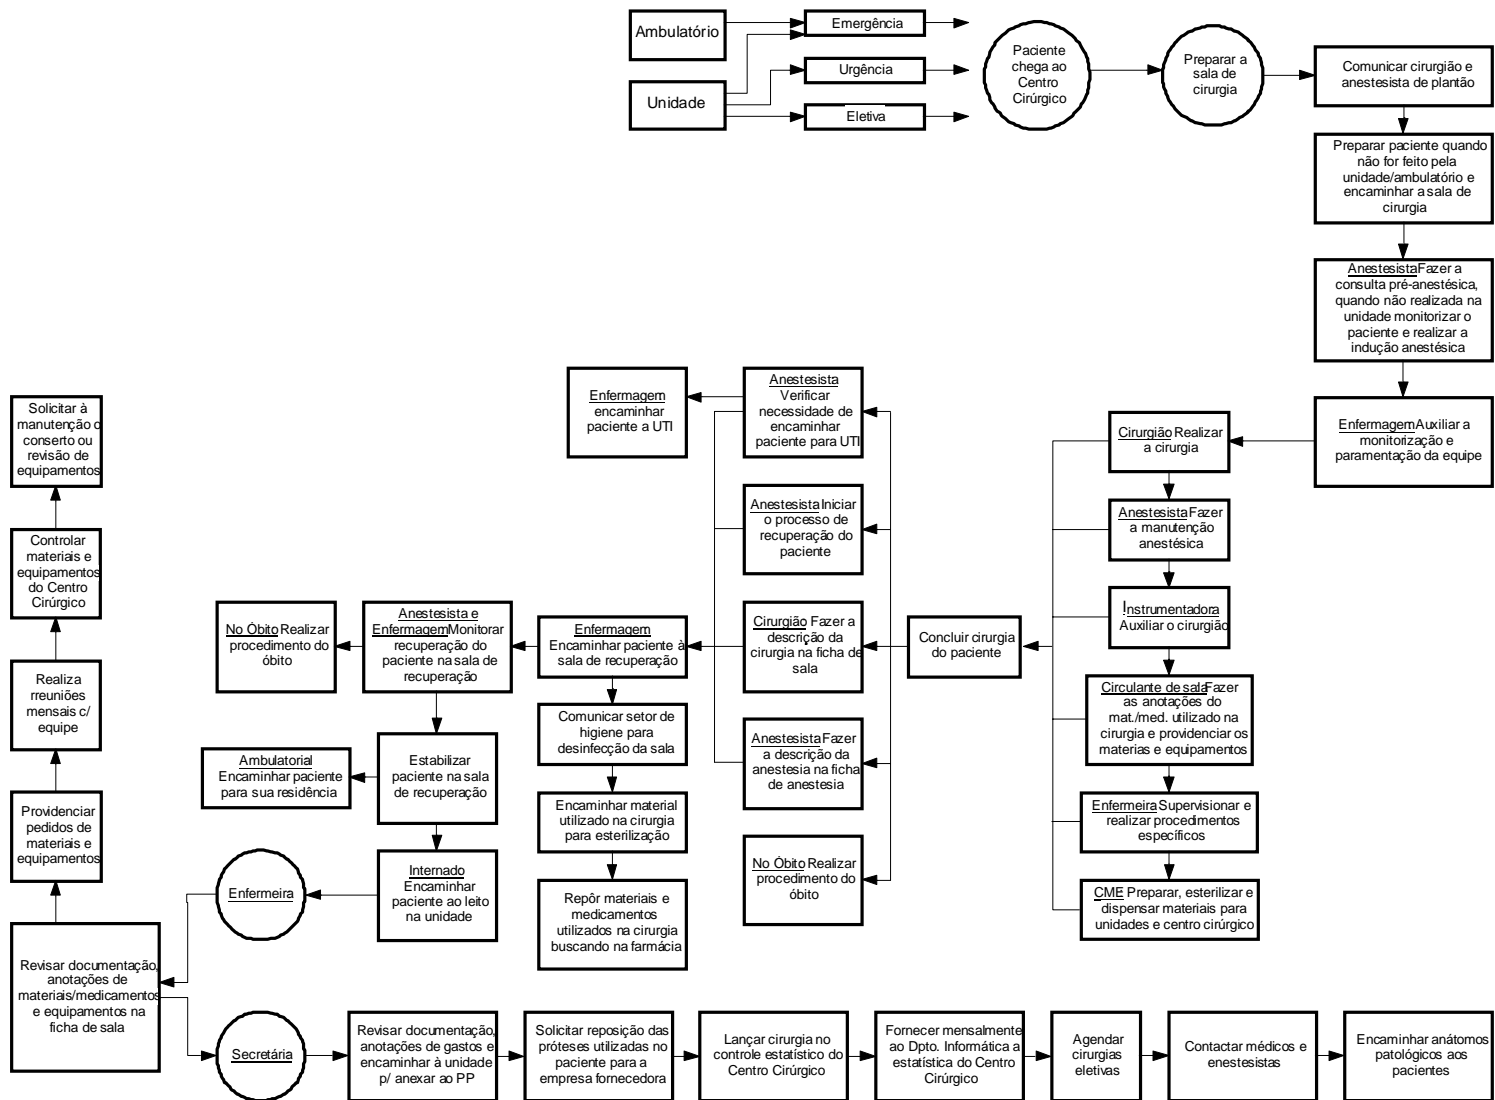 Ambulatório
Unidade
Emergência
Urgência
Eletiva
Paciente
chega ao
Centro
Cirúrgico
Preparar a
sala de
cirurgia
Comunicar cirurgião e
anestesista de plantão
Preparar paciente quando
não for feito pela
unidade/ambulatório e
encaminhar a sala de
cirurgia
Anestesista Fazer a
consulta pré-anestésica,
quando não realizada na
unidade monitorizar o
paciente e realizar a
indução anestésica
Enfermagem Auxiliar a
monitorização e
paramentação da equipe
Cirurgião Realizar
a cirurgia
Anestesista Fazer
a manutenção
anestésica
Instrumentadora
Auxiliar o cirurgião
Circulante de sala Fazer
as anotações do
mat./med. utilizado na
cirurgia e providenciar os
materias e equipamentos
Enfermeira Supervisionar e
realizar procedimentos
específicos
CME Preparar, esterilizar e
dispensar materiais para
unidades e centro cirúrgico
Concluir cirurgia
do paciente
Anestesista
Verificar
necessidade de
encaminhar
paciente para UTI
Enfermagem
encaminhar
paciente a UTI
Anestesista Iniciar
o processo de
recuperação do
paciente
Cirurgião Fazer a
descrição da
cirurgia na ficha de
sala
Anestesista Fazer
a descrição da
anestesia na ficha
de anestesia
No Óbito Realizar
procedimento do
óbito
Enfermagem
Encaminhar paciente à
sala de recuperação
Comunicar setor de
higiene para
desinfecção da sala
Encaminhar material
utilizado na cirurgia
para esterilização
Repôr materiais e
medicamentos
utilizados na cirurgia
buscando na farmácia
Anestesista e
Enfermagem Monitorar
recuperação do
paciente na sala de
recuperação
No Óbito Realizar
procedimento do
óbito
Estabilizar
paciente na sala
de recuperação
Ambulatorial
Encaminhar paciente
para sua residência
Internado
Encaminhar
paciente ao leito
na unidade
Enfermeira
Revisar documentação,
anotações de
materiais/medicamentos
e equipamentos na
ficha de sala
Providenciar
pedidos de
materiais e
equipamentos
Realiza
rreuniões
mensais c/
equipe
Controlar
materiais e
equipamentos
do Centro
Cirúrgico
Solicitar à
manutenção o
conserto ou
revisão de
equipamentos
Secretária
Revisar documentação,
anotações de gastos e
encaminhar à unidade
p/ anexar ao PP
Solicitar reposição das
próteses utilizadas no
paciente para a
empresa fornecedora
Lançar cirurgia no
controle estatístico do
Centro Cirúrgico
Fornecer mensalmente
ao Dpto. Informática a
estatística do Centro
Cirúrgico
Agendar
cirurgias
eletivas
Contactar médicos e
enestesistas
Encaminhar anátomos
patológicos aos
pacientes